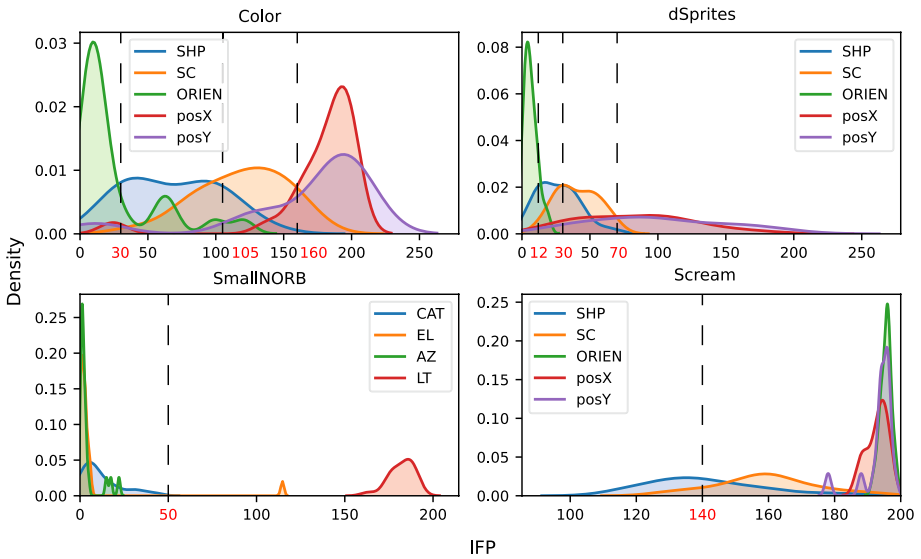 Color
dSprites
0.03
0.02
0.01
0.00
SHP
SC
ORIEN
posX
posY
0 30 50 105 150 160 200 250
0.08
0.06
0.04
0.02
0.00
SHP
SC
ORIEN
posX
posY
0 12 30 50 70 100 150 200 250
Density
SmallNORB
Scream
0.25
0.20
0.15
0.10
0.05
0.00
CAT
EL
AZ
LT
0 50 100 150 200
0.25
0.20
0.15
0.10
0.05
0.00
SHP
SC
ORIEN
posX
posY
100 120 140 160 180 200
IFP